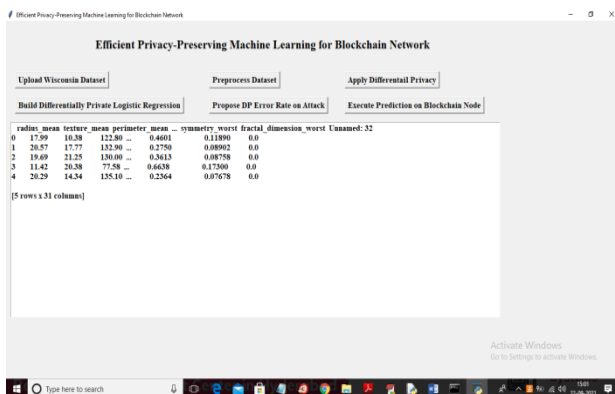 Efficient Privacy-Preserving Machine Learning for Blockchain Network
Efficient Privacy-Preserving Machine Learning for Blockchain Network
Upload Wisconsin Dataset Preprocess Dataset Apply Differentail Privacy
Build Differentially Private Logistic Regression Propose DP Error Rate on Attack Execute Prediction on Blockchain Node
radius_mean texture_mean perimeter_mean ... symmetry_worst fractal_dimension_worst Unnamed: 32
0 17.99 10.38 122.80 ... 0.4601 0.11890 0.0
1 20.57 17.77 132.90 ... 0.2750 0.08902 0.0
2 19.69 21.25 130.00 ... 0.3613 0.08758 0.0
3 11.42 20.38 77.58 ... 0.6638 0.17300 0.0
4 20.29 14.34 135.10 ... 0.2364 0.07678 0.0
[5 rows x 31 columns]
Activate Windows
Go to Settings to activate Windows.
Type here to search
15:01